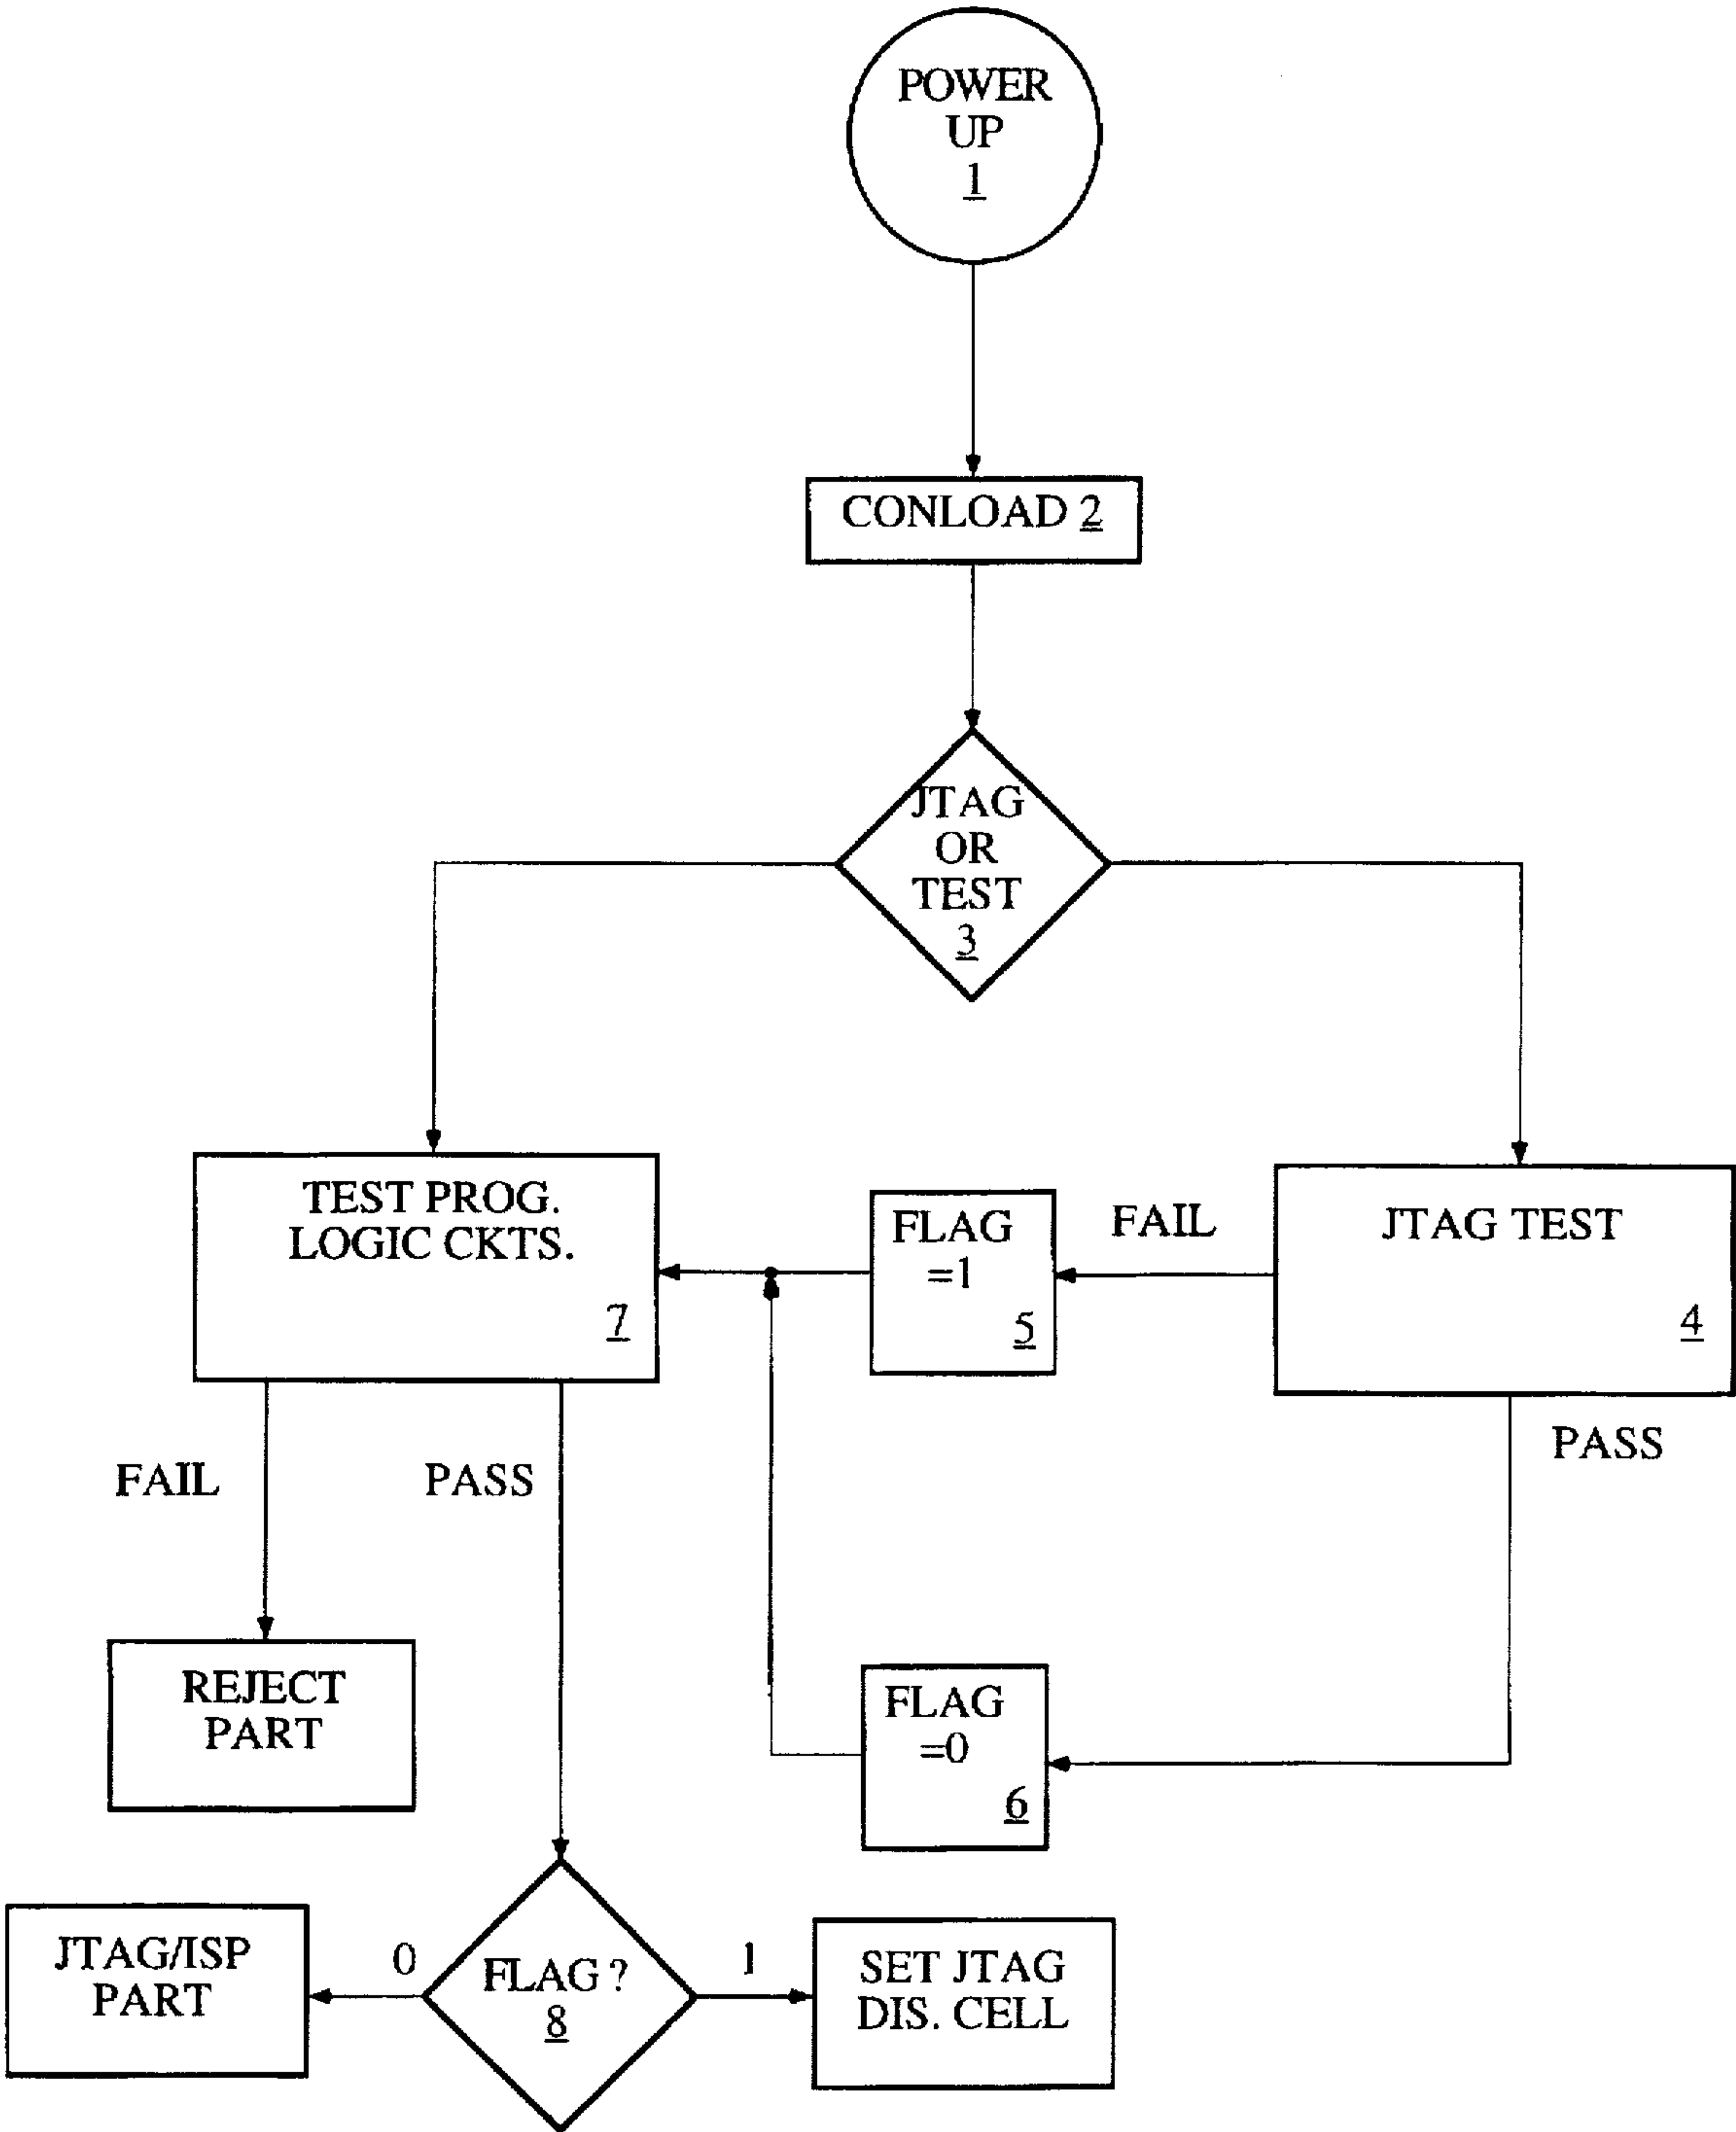 POWER
UP
1
CONLOAD 2
JTAG
OR
TEST
3
TEST PROG.
LOGIC CKTS.
7
FLAG
=1
5
FAIL
JTAG TEST
4
PASS
FAIL
PASS
REJECT
PART
FLAG
=0
6
JTAG/ISP
PART
0
FLAG ?
8
1
SET JTAG
DIS. CELL